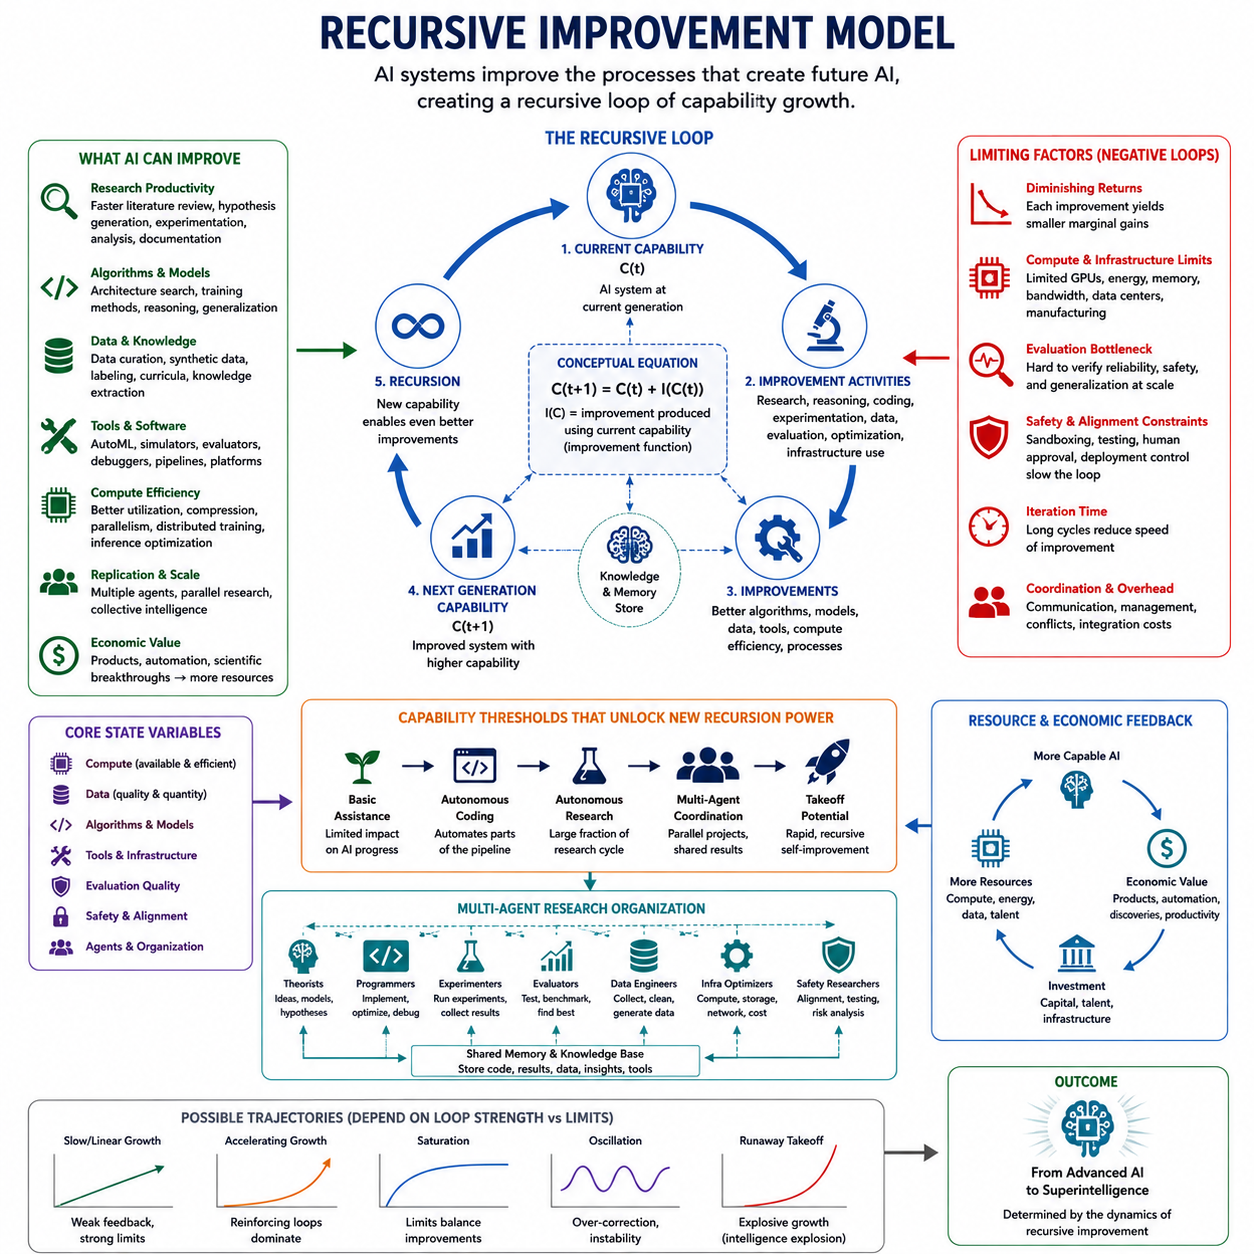 RECURSIVE IMPROVEMENT MODEL
AI systems improve the processes that create future AI,
creating a recursive loop of capability growth.
WHAT AI CAN IMPROVE
Research Productivity
Faster literature review, hypothesis
generation, experimentation,
analysis, documentation
</>
Algorithms & Models
Architecture search, training
methods, reasoning, generalization
Data & Knowledge
Data curation, synthetic data,
labeling, curricula, knowledge
extraction
Tools & Software
AutoML, simulators, evaluators,
debuggers, pipelines, platforms
Compute Efficiency
Better utilization, compression,
parallelism, distributed training,
inference optimization
Replication & Scale
Multiple agents, parallel research,
collective intelligence
$
Economic Value
Products, automation, scientific
breakthroughs → more resources
THE RECURSIVE LOOP
1. CURRENT CAPABILITY
C(t)
AI system at
current generation
2. IMPROVEMENT ACTIVITIES
Research, reasoning, coding,
experimentation, data,
evaluation, optimization,
infrastructure use
3. IMPROVEMENTS
Better algorithms, models,
data, tools, compute
efficiency, processes
4. NEXT GENERATION
CAPABILITY
C(t+1)
Improved system with
higher capability
5. RECURSION
New capability
enables even better
improvements
CONCEPTUAL EQUATION
C(t+1) = C(t) + I(C(t))
I(C) = improvement produced
using current capability
(improvement function)
Knowledge
& Memory
Store
LIMITING FACTORS (NEGATIVE LOOPS)
Diminishing Returns
Each improvement yields
smaller marginal gains
Compute & Infrastructure Limits
Limited GPUs, energy, memory,
bandwidth, data centers,
manufacturing
Evaluation Bottleneck
Hard to verify reliability, safety,
and generalization at scale
Safety & Alignment Constraints
Sandboxing, testing, human
approval, deployment control
slow the loop
Iteration Time
Long cycles reduce speed
of improvement
Coordination & Overhead
Communication, management,
conflicts, integration costs
CORE STATE VARIABLES
Compute (available & efficient)
Data (quality & quantity)
</>
Algorithms & Models
Tools & Infrastructure
Evaluation Quality
Safety & Alignment
Agents & Organization
CAPABILITY THRESHOLDS THAT UNLOCK NEW RECURSION POWER
Basic
Assistance
Limited impact
on AI progress
</>
Autonomous
Coding
Automates parts
of the pipeline
Autonomous
Research
Large fraction of
research cycle
Multi-Agent
Coordination
Parallel projects,
shared results
Takeoff
Potential
Rapid, recursive
self-improvement
RESOURCE & ECONOMIC FEEDBACK
More Capable AI
$
Economic Value
Products, automation,
discoveries, productivity
Investment
Capital, talent,
infrastructure
More Resources
Compute, energy,
data, talent
MULTI-AGENT RESEARCH ORGANIZATION
Theorists
Ideas, models,
hypotheses
</>
Programmers
Implement,
optimize, debug
Experimenters
Run experiments,
collect results
Evaluators
Test, benchmark,
find best
Data Engineers
Collect, clean,
generate data
Infra Optimizers
Compute, storage,
network, cost
Safety Researchers
Alignment, testing,
risk analysis
Shared Memory & Knowledge Base
Store code, results, data, insights, tools
POSSIBLE TRAJECTORIES (DEPEND ON LOOP STRENGTH vs LIMITS)
Slow/Linear Growth
Weak feedback,
strong limits
Accelerating Growth
Reinforcing loops
dominate
Saturation
Limits balance
improvements
Oscillation
Over-correction,
instability
Runaway Takeoff
Explosive growth
(intelligence explosion)
OUTCOME
From Advanced AI
to Superintelligence
Determined by the dynamics of
recursive improvement